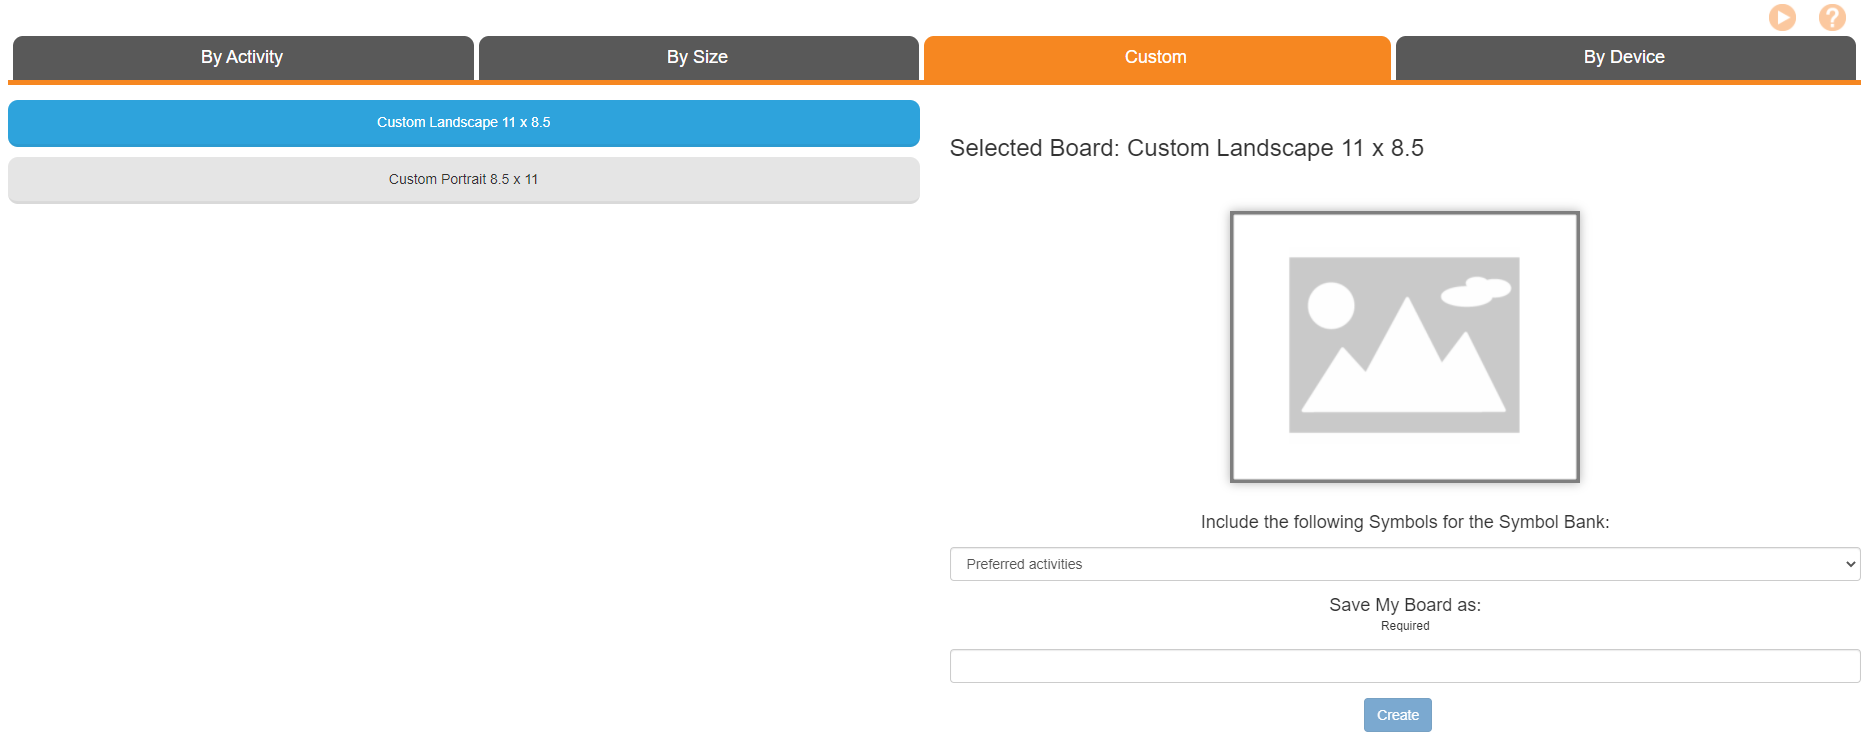 By Activity
By Size
Custom
By Device
Custom Landscape 11 x 8.5
Custom Portrait 8.5 x 11
Selected Board: Custom Landscape 11 x 8.5
Include the following Symbols for the Symbol Bank:
Preferred activities
Save My Board as:
Required
Create